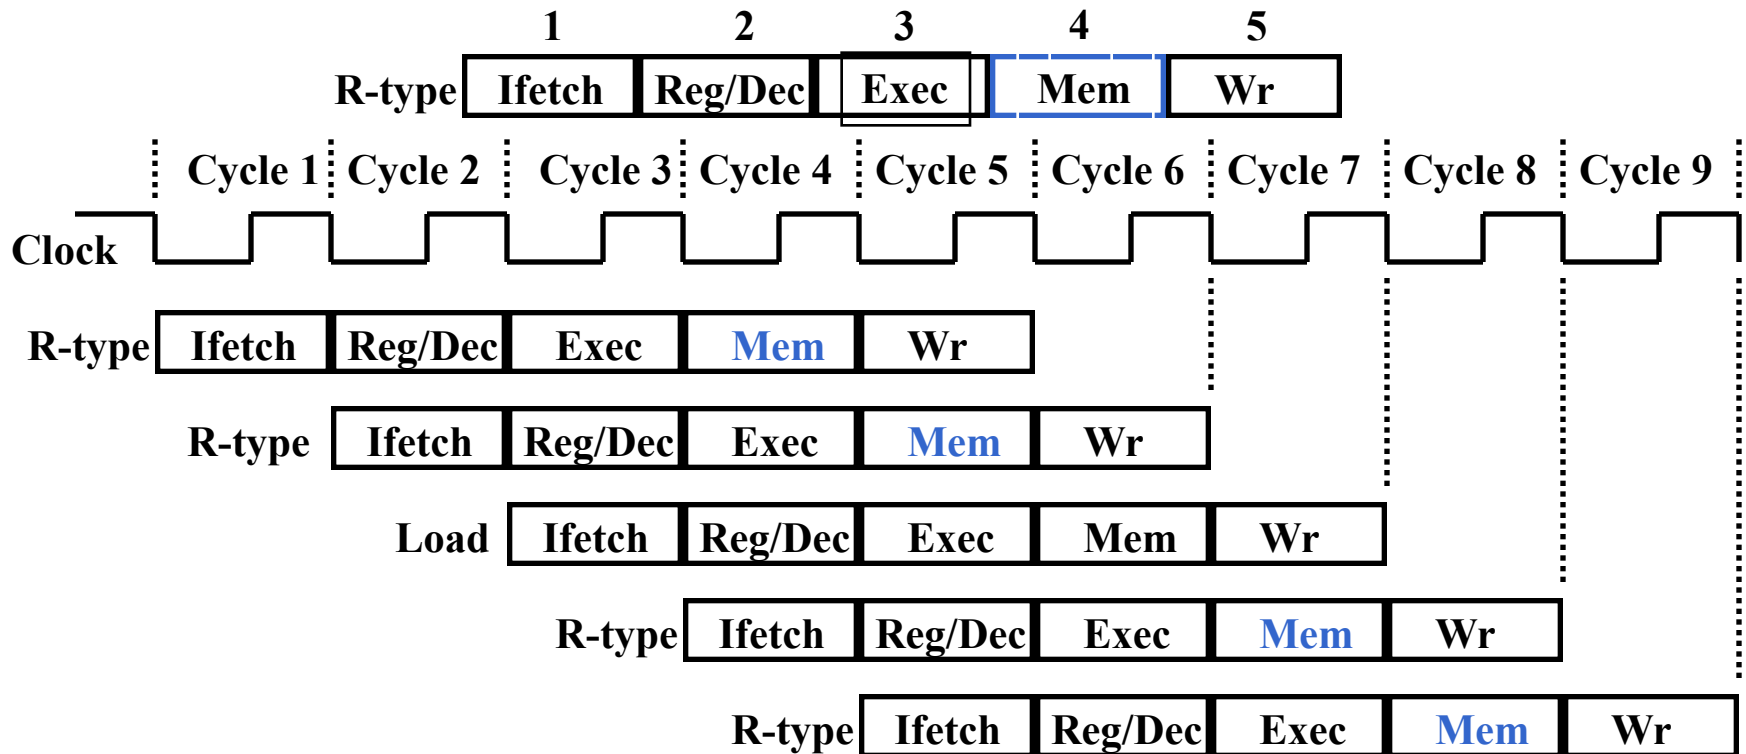 1 2 3 4 5
R-type Ifetch Reg/Dec Exec Mem Wr
Cycle 1 Cycle 2 Cycle 3 Cycle 4 Cycle 5 Cycle 6 Cycle 7 Cycle 8 Cycle 9
Clock
R-type Ifetch Reg/Dec Exec Mem Wr
R-type Ifetch Reg/Dec Exec Mem Wr
Load Ifetch Reg/Dec Exec Mem Wr
R-type Ifetch Reg/Dec Exec Mem Wr
R-type Ifetch Reg/Dec Exec Mem Wr